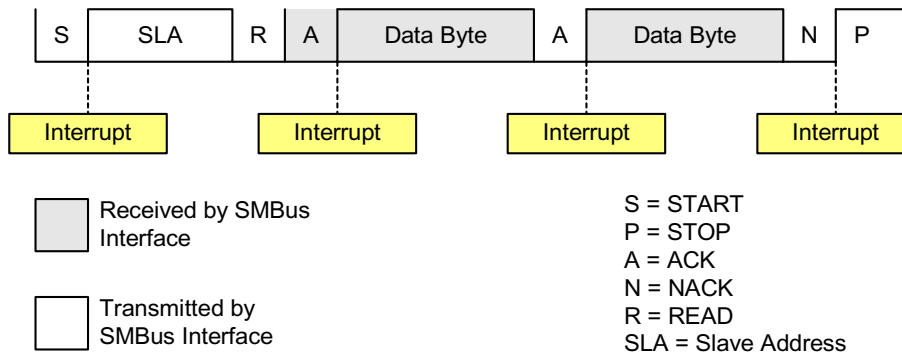 S SLA R A Data Byte A Data Byte N P
Interrupt Interrupt Interrupt Interrupt
Received by SMBus
Interface
Transmitted by
SMBus Interface
S = START
P = STOP
A = ACK
N = NACK
R = READ
SLA = Slave Address